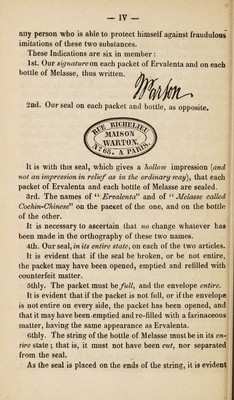 — IV —
any person who is able to protect himself against fraudulous
imitations of these two substances.
These Indications are six in member :
1st. Our signature on each packet of Ervalenta and on each
bottle of Melasse, thus written.
Warton.
2nd. Our seal on each packet and bottle, as opposite.
RUE RICHELIEU
MAISON
WARTON.
N° 68. A PARIS.
It is with this seal, which gives a hollow impression (and
not an impression in relief as in the ordinary way), that each
packet of Ervalenta and each bottle of Melasse are sealed.
3rd. The names of " Ervalenta" and of " Melasse called
Cochin-Chinese" on the packet of the one, and on the bottle
of the other.
It is necessary to ascertain that no change whatever has
been made in the orthography of these two names.
4th. Our seal, in its entire state, on each of the two articles.
It is evident that if the seal be broken, or be not entire,
the packet may have been opened, emptied and refilled with
counterfeit matter.
5thly. The packet must be full, and the envelope entire.
It is evident that if the packet is not full, or if the envelope
is not entire on every side, the packet has been opened, and
that it may have been emptied and re-filled with a farinaceous
matter, having the same appearance as Ervalenta.
6thly. The string of the bottle of Melasse must be in its en-
tire state ; that is, it must not have been cut, nor separated
from the seal.
As the seal is placed on the ends of the string, it is evident